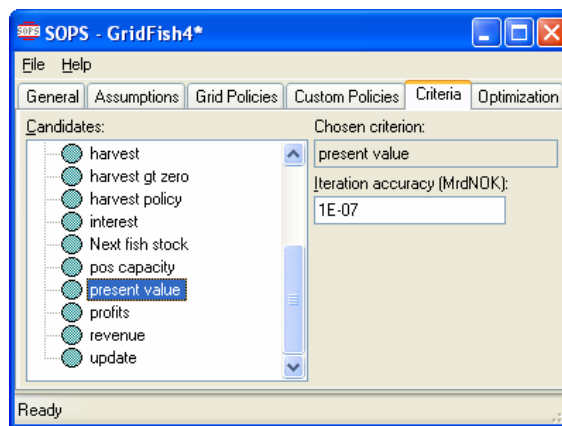 SOPS SOPS - GridFish4*
File Help
General Assumptions Grid Policies Custom Policies Criteria Optimization
Candidates:
harvest
harvest gt zero
harvest policy
interest
Next fish stock
pos capacity
present value
profits
revenue
update
Chosen criterion:
present value
Iteration accuracy (MrdNOK):
1E-07
Ready